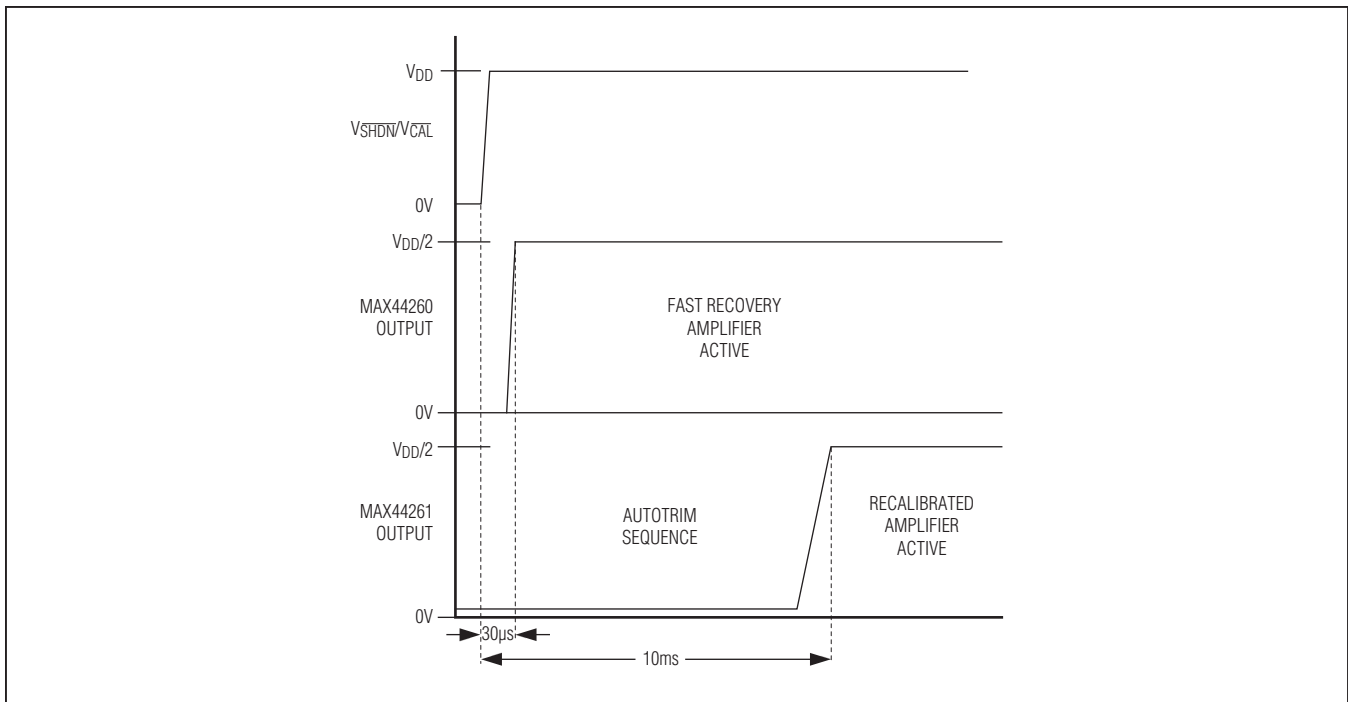 VDD
VSHDN/VCAL
0V
VDD/2
MAX44260
OUTPUT
FAST RECOVERY
AMPLIFIER
ACTIVE
0V
VDD/2
MAX44261
OUTPUT
AUTOTRIM
SEQUENCE
RECALIBRATED
AMPLIFIER
ACTIVE
0V
30µs
10ms